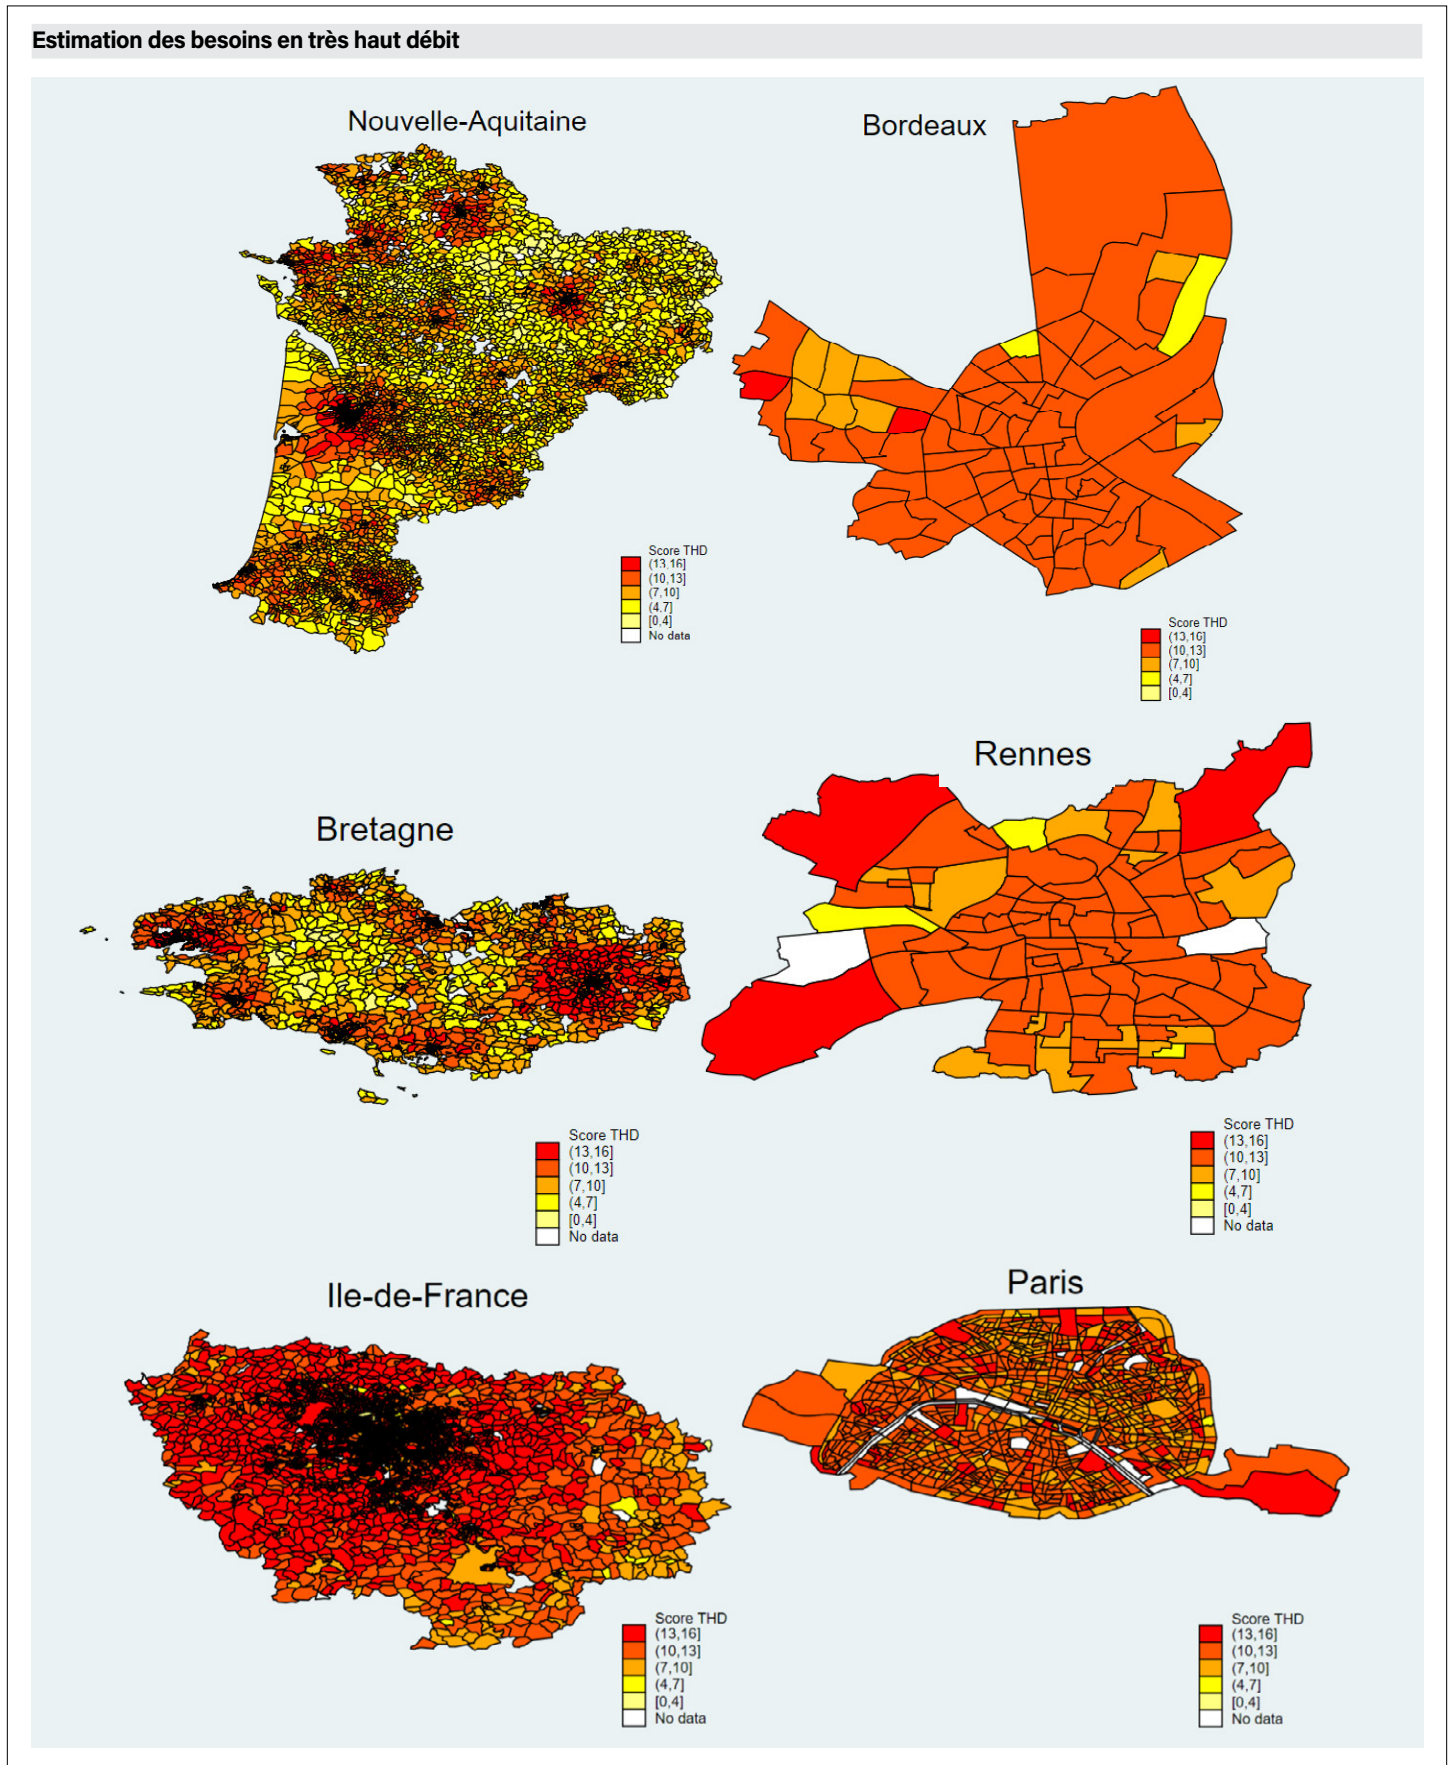 Estimation des besoins en très haut débit
Nouvelle-Aquitaine
Score THD
(13,16]
(10,13]
(7,10]
(4,7]
[0,4]
No data
Bordeaux
Score THD
(13,16]
(10,13]
(7,10]
(4,7]
[0,4]
Bretagne
Score THD
(13,16]
(10,13]
(7,10]
(4,7]
[0,4]
No data
Rennes
Score THD
(13,16]
(10,13]
(7,10]
(4,7]
[0,4]
No data
Ile-de-France
Score THD
(13,16]
(10,13]
(7,10]
(4,7]
[0,4]
No data
Paris
Score THD
(13,16]
(10,13]
(7,10]
(4,7]
[0,4]
No data